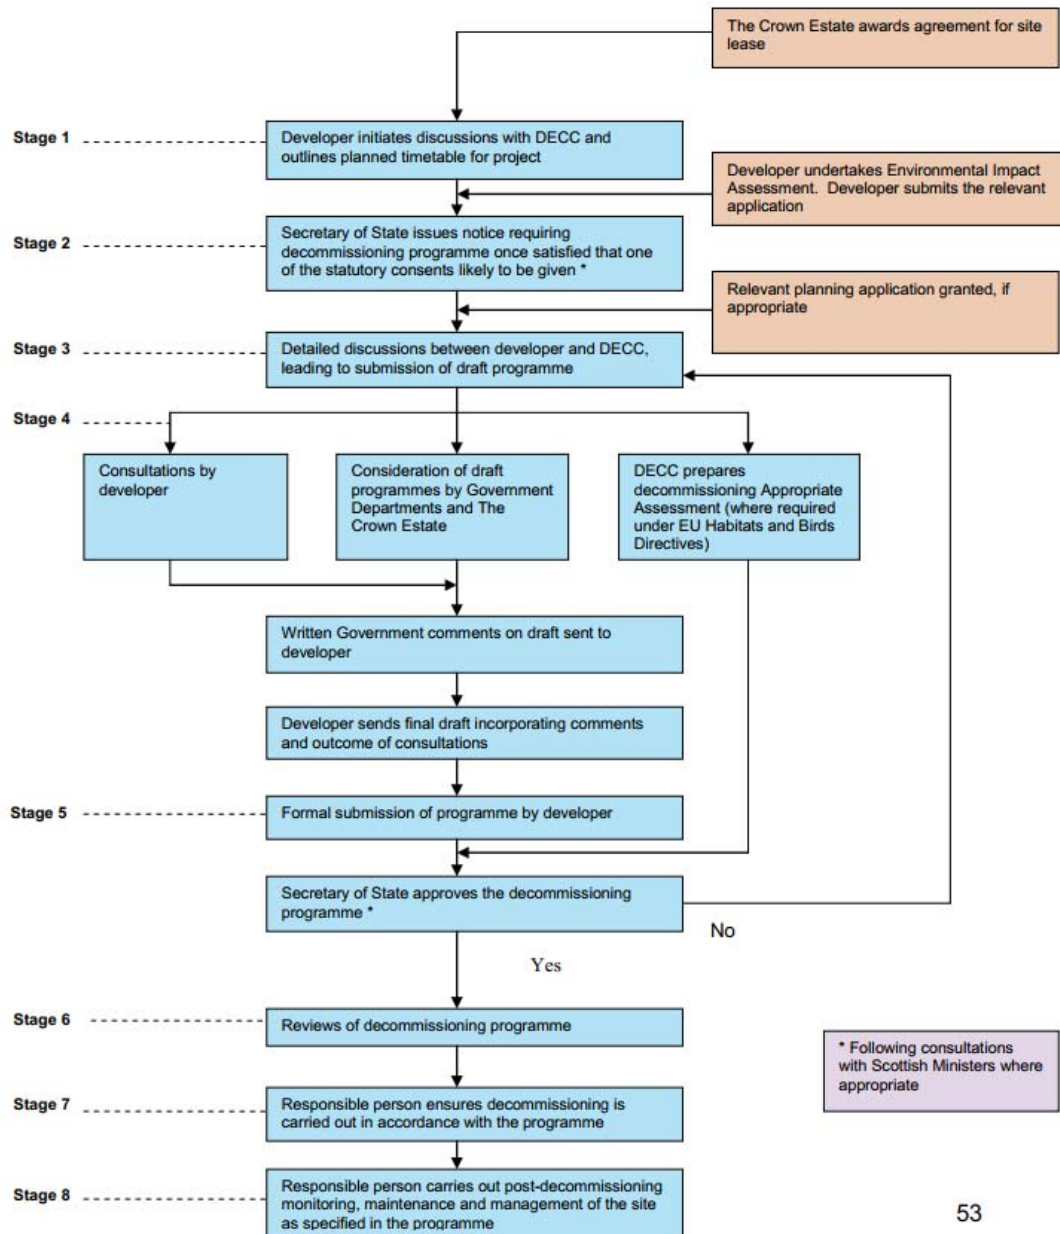 The Crown Estate awards agreement for site
lease
Stage 1
Developer initiates discussions with DECC and
outlines planned timetable for project
Developer undertakes Environmental Impact
Assessment. Developer submits the relevant
application
Stage 2
Secretary of State issues notice requiring
decommissioning programme once satisfied that one
of the statutory consents likely to be given *
Relevant planning application granted, if
appropriate
Stage 3
Detailed discussions between developer and DECC,
leading to submission of draft programme
Stage 4
Consultations by
developer
Consideration of draft
programmes by Government
Departments and The
Crown Estate
DECC prepares
decommissioning Appropriate
Assessment (where required
under EU Habitats and Birds
Directives)
Written Government comments on draft sent to
developer
Developer sends final draft incorporating comments
and outcome of consultations
Stage 5
Formal submission of programme by developer
Secretary of State approves the decommissioning
programme *
No
Yes
Stage 6
Reviews of decommissioning programme
* Following consultations
with Scottish Ministers where
appropriate
Stage 7
Responsible person ensures decommissioning is
carried out in accordance with the programme
Stage 8
Responsible person carries out post-decommissioning
monitoring, maintenance and management of the site
as specified in the programme
53